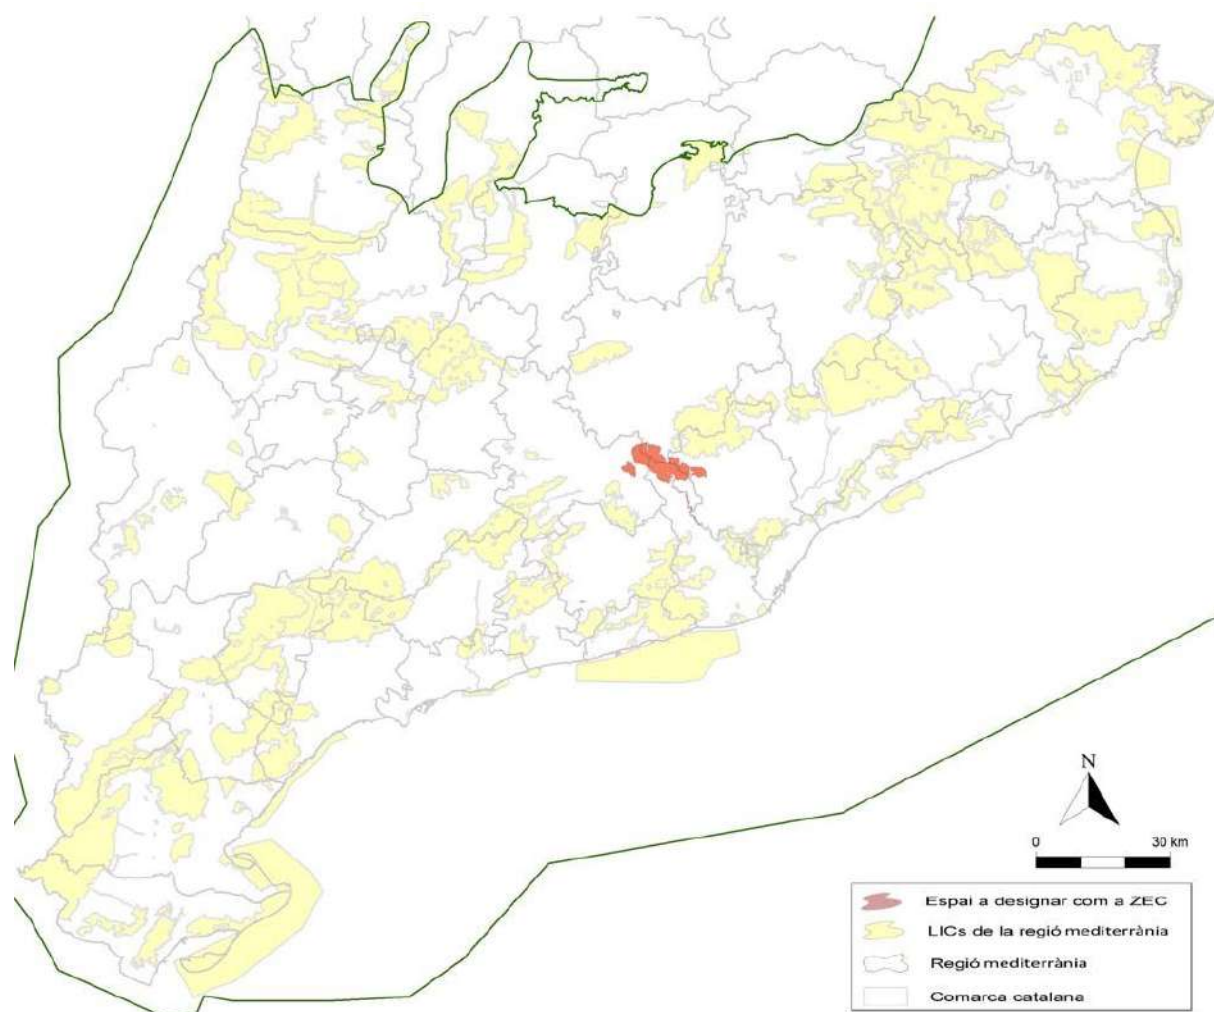 N
0 30 km
Espai a designar com a ZEC
LICs de la regió mediterrània
Regió mediterrània
Comarca catalana